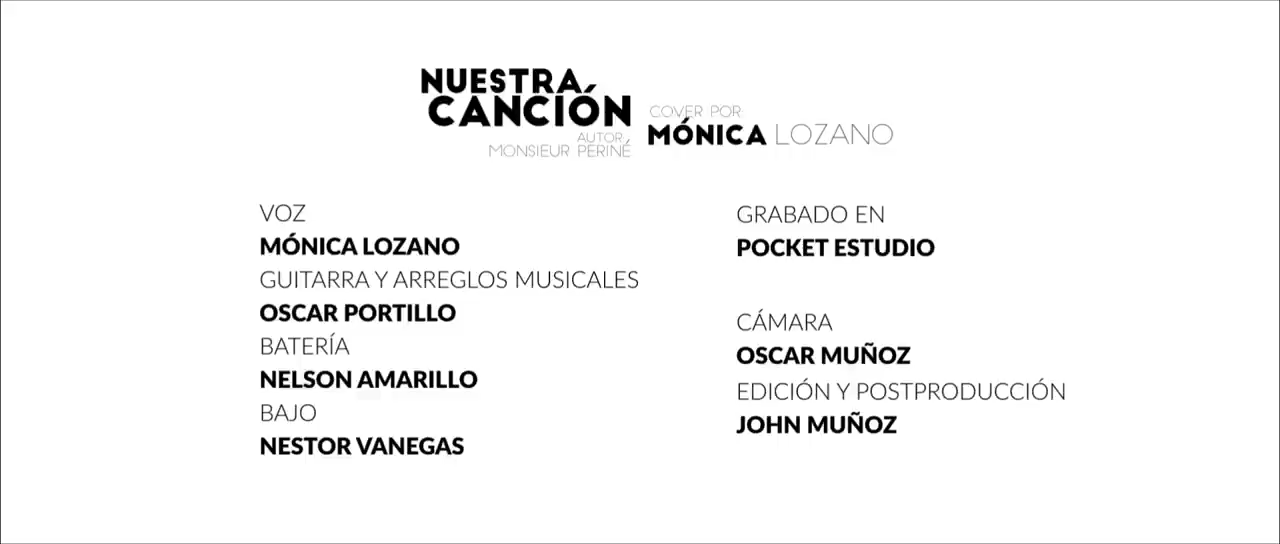 NUESTRA
CANCIÓN
AUTOR
MONSIEUR PERINÉ
COVER POR
MÓNICA LOZANO
VOZ
MÓNICA LOZANO
GUITARRA Y ARREGLOS MUSICALES
OSCAR PORTILLO
BATERÍA
NELSON AMARILLO
BAJO
NESTOR VANEGAS
GRABADO EN
POCKET ESTUDIO
CÁMARA
OSCAR MUÑOZ
EDICIÓN Y POSTPRODUCCIÓN
JOHN MUÑOZ